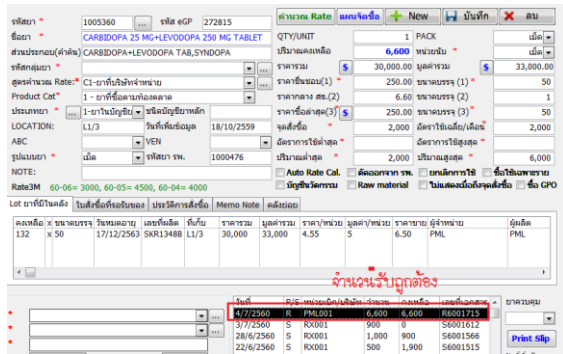 รหัสยา * 1005360 ... รหัส eGP 272815 คำนวณ Rate แผนจัดซื้อ New บันทึก ลบ
ชื่อยา * CARBIDOPA 25 MG+LEVODOPA 250 MG TABLET QTY/UNIT 1 PACK เม็ด
ส่วนประกอบ(คำค้น) CARBIDOPA+LEVODOPA TAB,SYNDOPA ปริมาณคงเหลือ 6,600 หน่วยนับ * เม็ด
รหัสกลุ่มยา * ... ราคารวม $ 30,000.00 มูลค่ารวม $ 33,000.00
สูตรคำนวณ Rate:* C1-ยาที่บริษัทจำหน่าย ราคาชื้นชอบ(1) * 250.00 ขนาดบรรจุ (1)* 50
Product Cat* 1 - ยาที่ซื้อตามท้องตลาด ราคากลาง สธ.(2) 6.60 ขนาดบรรจุ (2) 1
ประเภทยา * ... 1-ยาในบัญชีย ชนิดบัญชียาหลัก ราคาซื้อล่าสุด(3) $ 250.00 ขนาดบรรจุ (3)* 50
LOCATION: L1/3 วันที่เพิ่มข้อมูล 18/10/2559 จุดสั่งซื้อ * 2,000 อัตราใช้เฉลี่ย/เดือน 2,000
ABC VEN อัตราการใช้ต่ำสุด * อัตราการใช้สูงสุด *
รูปแบบยา * เม็ด รหัสยา รพ. 1000476 ปริมาณต่ำสุด * 2,000 ปริมาณสูงสุด * 6,000
NOTE: Auto Rate Cal. ตัดออกจาก รพ. ยกเลิกการใช้ ซื้อใช้เฉพาะราย
Rate3M 60-06= 3000, 60-05= 4500, 60-04= 4000 บัญชีนวัตกรรม Raw material ไม่แสดงเมื่อถึงจุดสั่งซื้อ ซื้อ GPO
Lot ยาที่มีในคลัง ใบสั่งซื้อที่รอรับของ ประวัติการสั่งซื้อ Memo Note คลังย่อย
คงเหลือ x ขนาดบรรจุ วันหมดอายุ เลขที่ผลิต ที่เก็บ ราคารวม มูลค่ารวม ราคา/หน่วย มูลค่า/หน่วย ราคาขาย ผู้จำหน่าย ผู้ผลิต
132 x 50 17/12/2563 SKR13488 L1/3 30,000 33,000 4.55 5 6.50 PML PML
จำนวนรับถูกต้อง
วันที่ R/S หน่วยเบิก/บริษัท จำนวน คงเหลือ เลขที่เอกสาร ยาควบคุม
4/7/2560 R PML001 6,600 6,600 R6001715
3/7/2560 S RX001 900 0 S6001612
28/6/2560 S RX001 1,000 900 S6001566 Print Slip
22/6/2560 S RX001 500 1,900 S6001515